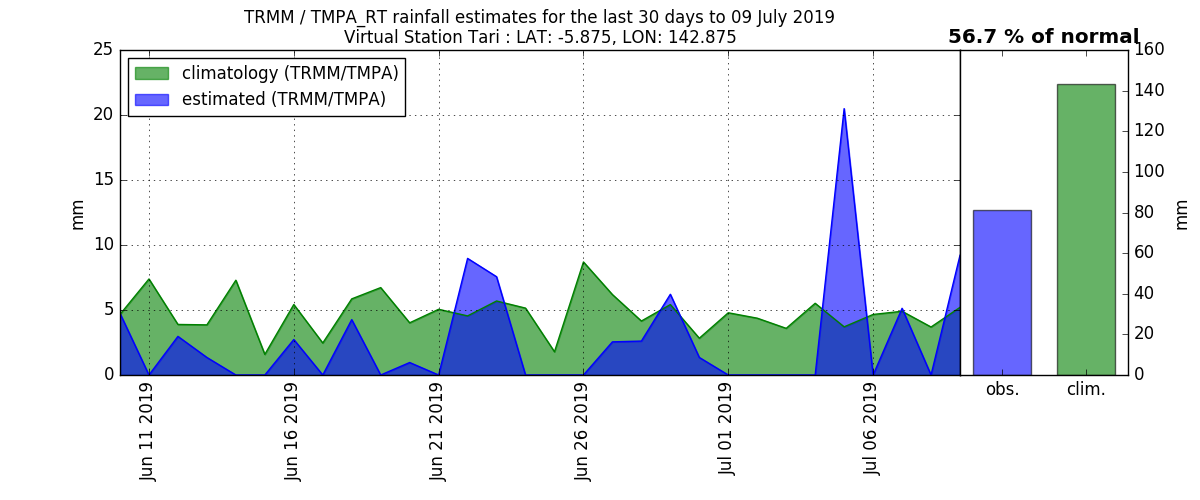 TRMM / TMPA_RT rainfall estimates for the last 30 days to 09 July 2019
Virtual Station Tari : LAT: -5.875, LON: 142.875
56.7 % of normal
climatology (TRMM/TMPA)
estimated (TRMM/TMPA)
25
20
15
10
5
0
mm
Jun 11 2019
Jun 16 2019
Jun 21 2019
Jun 26 2019
Jul 01 2019
Jul 06 2019
160
140
120
100
80
60
40
20
0
mm
obs.
clim.